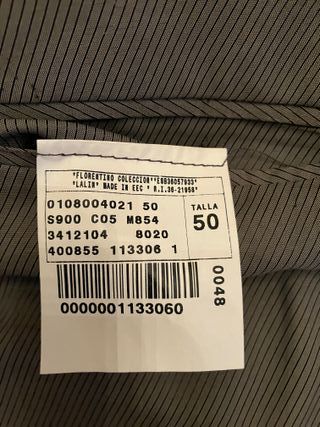 "FLORENTINO COLECCION""E0B36057933"
"LALIN" MADE IN EEC " R.I.36-21958"
0108004021 50
S900 C05 M854
3412104 8020
400855 113306 1
TALLA
50
0048
0000001133060